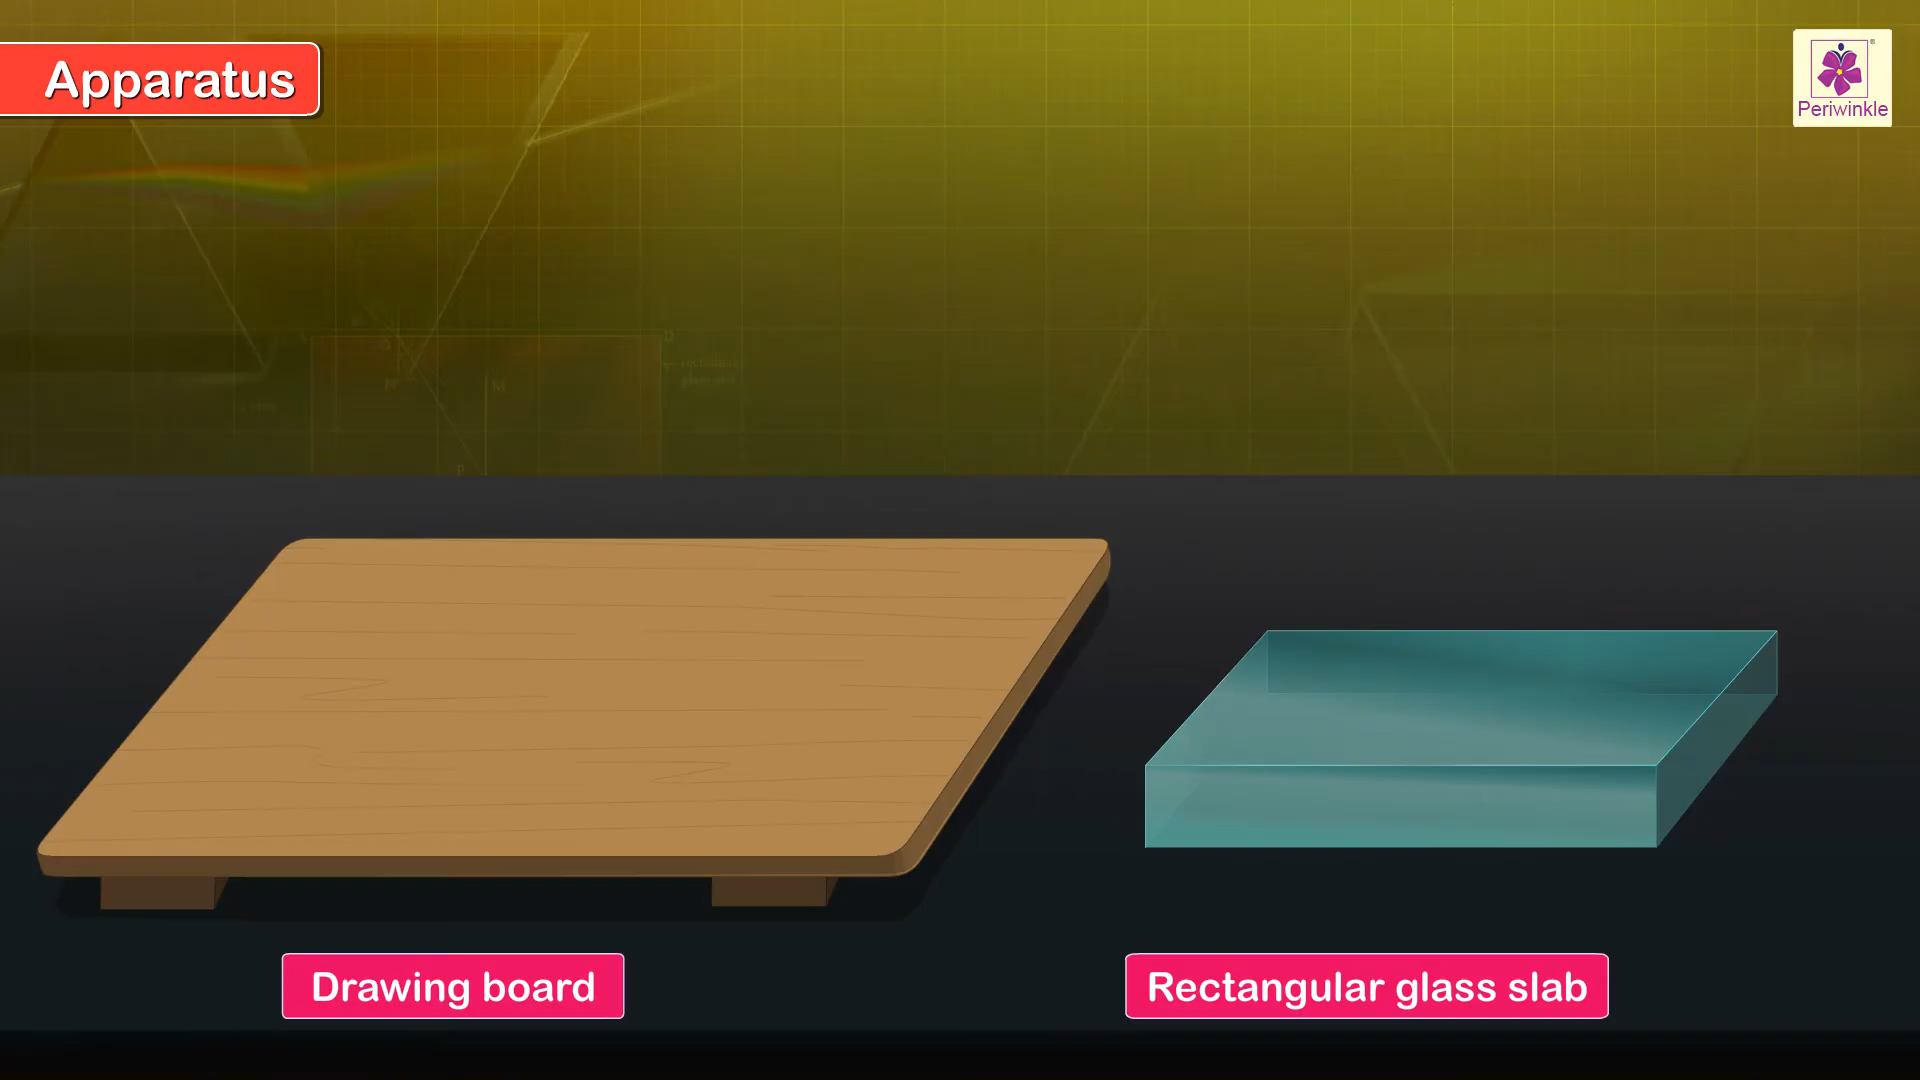 Apparatus
Periwinkle
D
M
P
Drawing board
Rectangular glass slab